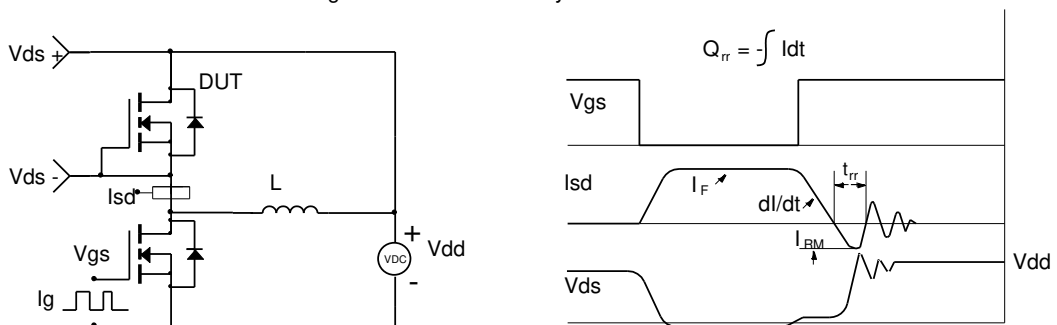 Vds +
DUT
Vds -
Isd
L
Vgs
Ig
+
VDC
-
Vdd
Qrr = -∫ Idt
Vgs
Isd
IF
dI/dt
trr
IRM
Vds
Vdd